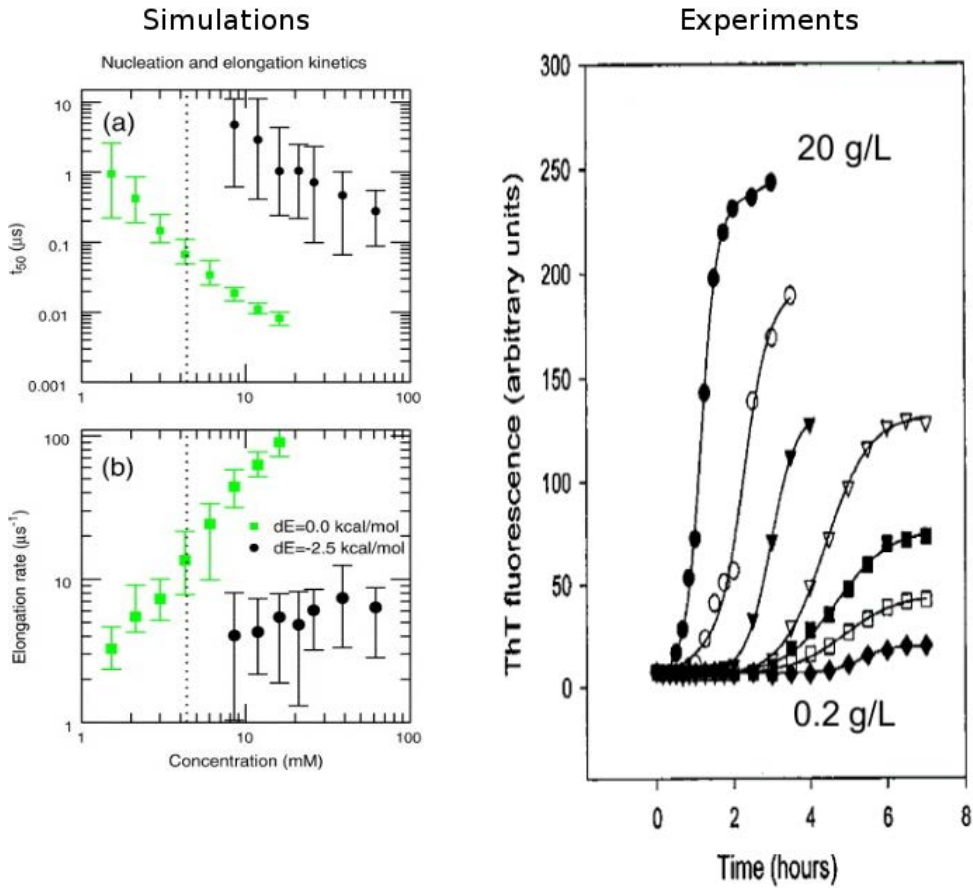 Simulations
Experiments
Nucleation and elongation kinetics
(a)
10
1
0.1
0.01
0.001
t50 (μs)
1
10
100
(b)
100
10
1
Elongation rate (μs⁻¹)
dE=0.0 kcal/mol
dE=-2.5 kcal/mol
1
10
100
Concentration (mM)
300
250
200
150
100
50
0
ThT fluorescence (arbitrary units)
20 g/L
0.2 g/L
0
2
4
6
8
Time (hours)